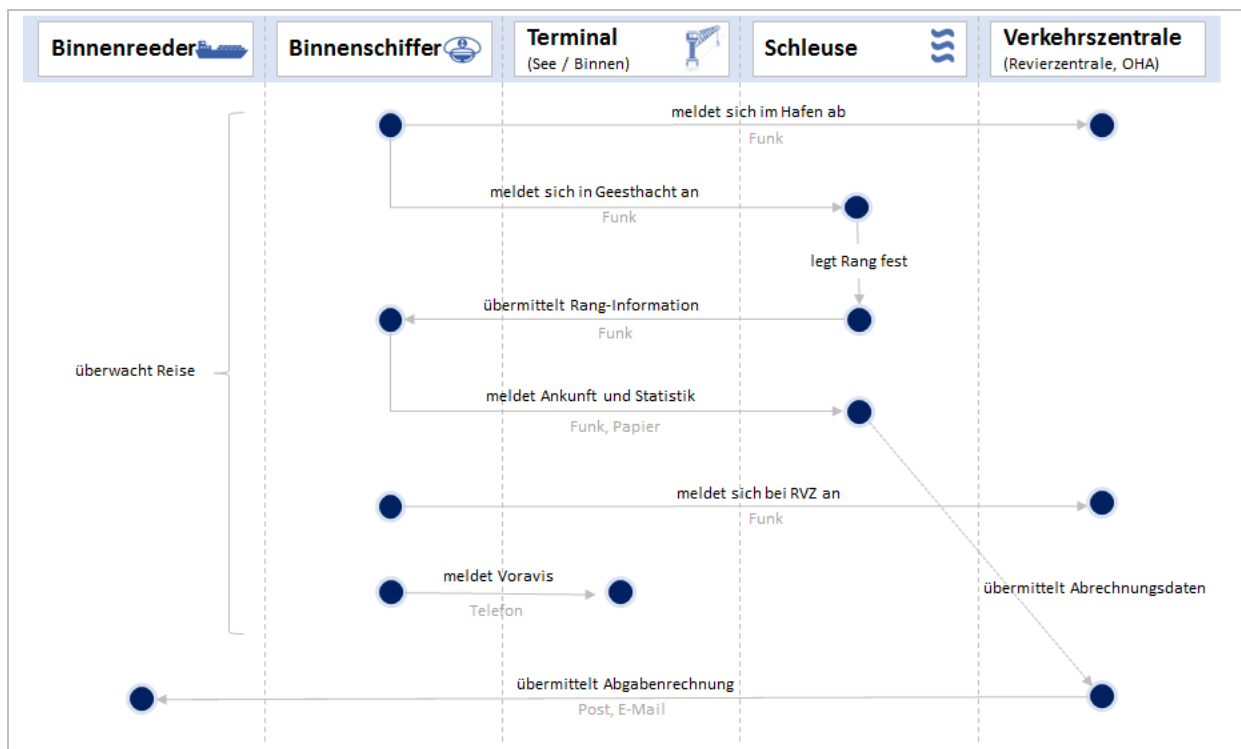 Binnenreeder
Binnenschiffer
Terminal
(See / Binnen)
Schleuse
Verkehrszentrale
(Revierzentrale, OHA)
meldet sich im Hafen ab
Funk
meldet sich in Geesthacht an
Funk
legt Rang fest
übermittelt Rang-Information
Funk
überwacht Reise
meldet Ankunft und Statistik
Funk, Papier
meldet sich bei RVZ an
Funk
meldet Voravis
Telefon
übermittelt Abrechnungsdaten
übermittelt Abgabenrechnung
Post, E-Mail